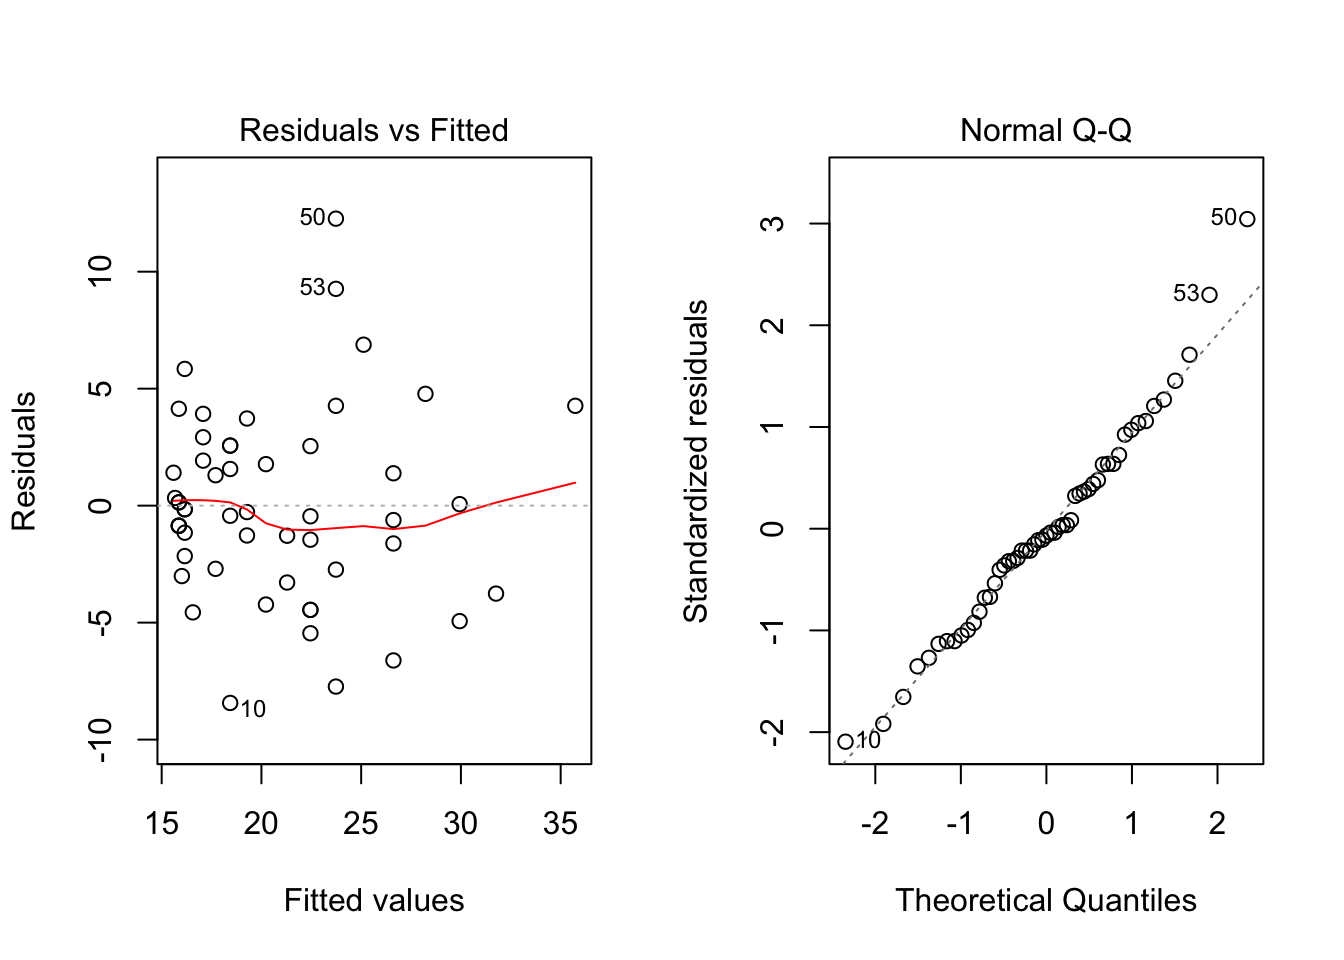 Residuals vs Fitted
Residuals
10
5
0
-5
-10
50
53
10
15 20 25 30 35
Fitted values
Normal Q-Q
Standardized residuals
3
2
1
0
-1
-2
50
53
10
-2 -1 0 1 2
Theoretical Quantiles